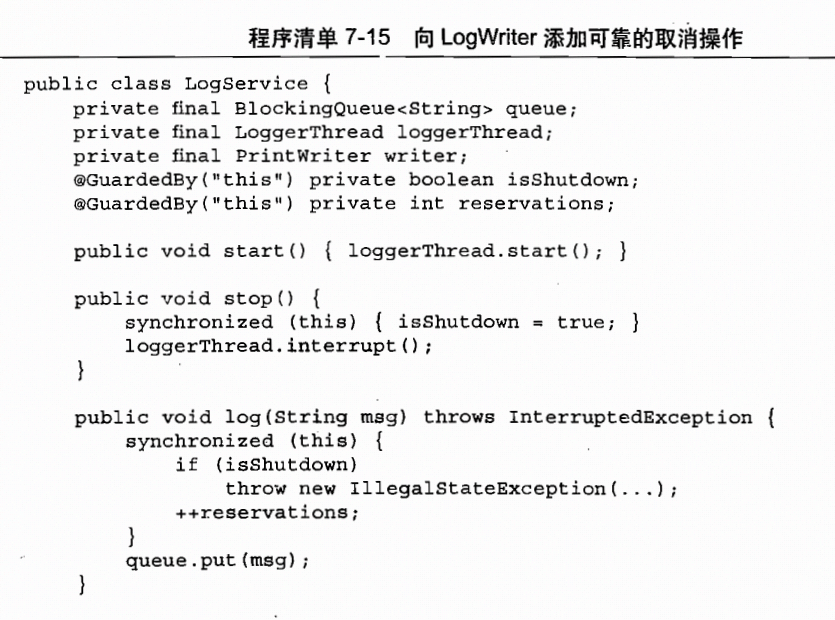 程序清单 7-15 向 LogWriter 添加可靠的取消操作
public class LogService {
    private final BlockingQueue<String> queue;
    private final LoggerThread loggerThread;
    private final PrintWriter writer;
    @GuardedBy("this") private boolean isShutdown;
    @GuardedBy("this") private int reservations;

    public void start() { loggerThread.start(); }

    public void stop() {
        synchronized (this) { isShutdown = true; }
        loggerThread.interrupt();
    }

    public void log(String msg) throws InterruptedException {
        synchronized (this) {
            if (isShutdown)
                throw new IllegalStateException(...);
            ++reservations;
        }
        queue.put(msg);
    }